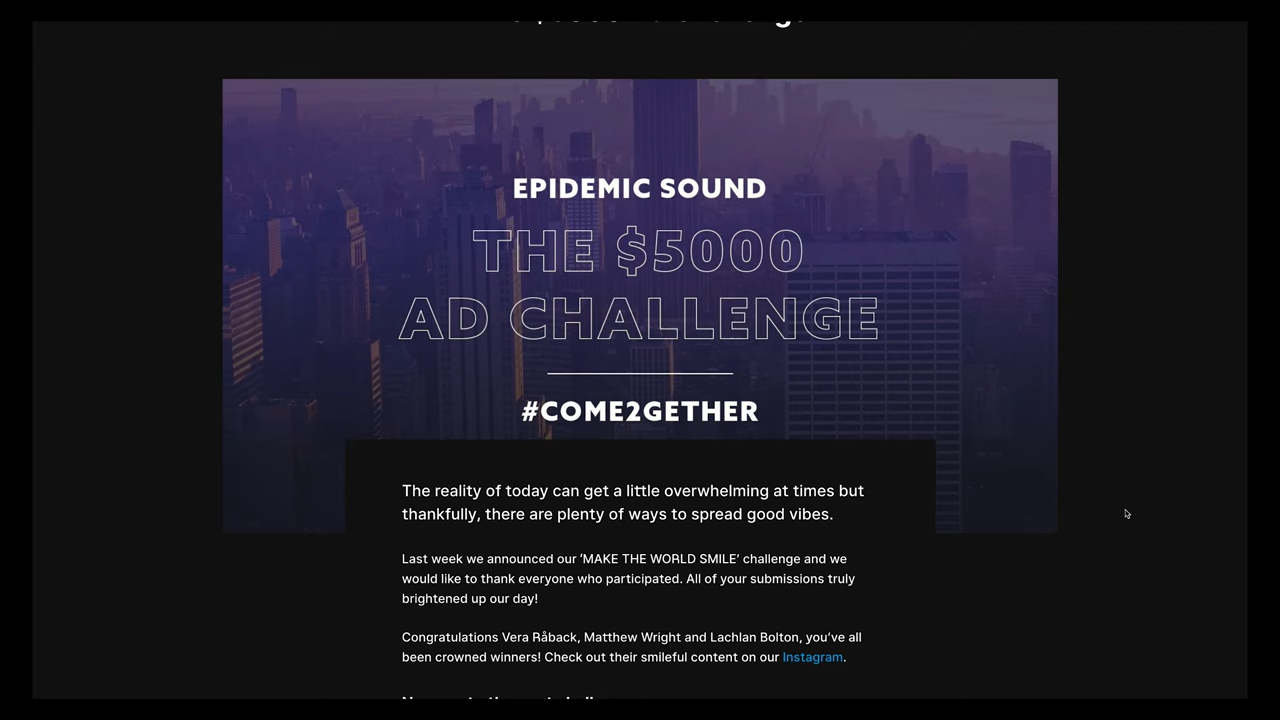 EPIDEMIC SOUND
THE $5000
AD CHALLENGE
#COME2GETHER
The reality of today can get a little overwhelming at times but
thankfully, there are plenty of ways to spread good vibes.
Last week we announced our ‘MAKE THE WORLD SMILE’ challenge and we
would like to thank everyone who participated. All of your submissions truly
brightened up our day!
Congratulations Vera Råback, Matthew Wright and Lachlan Bolton, you’ve all
been crowned winners! Check out their smileful content on our Instagram.